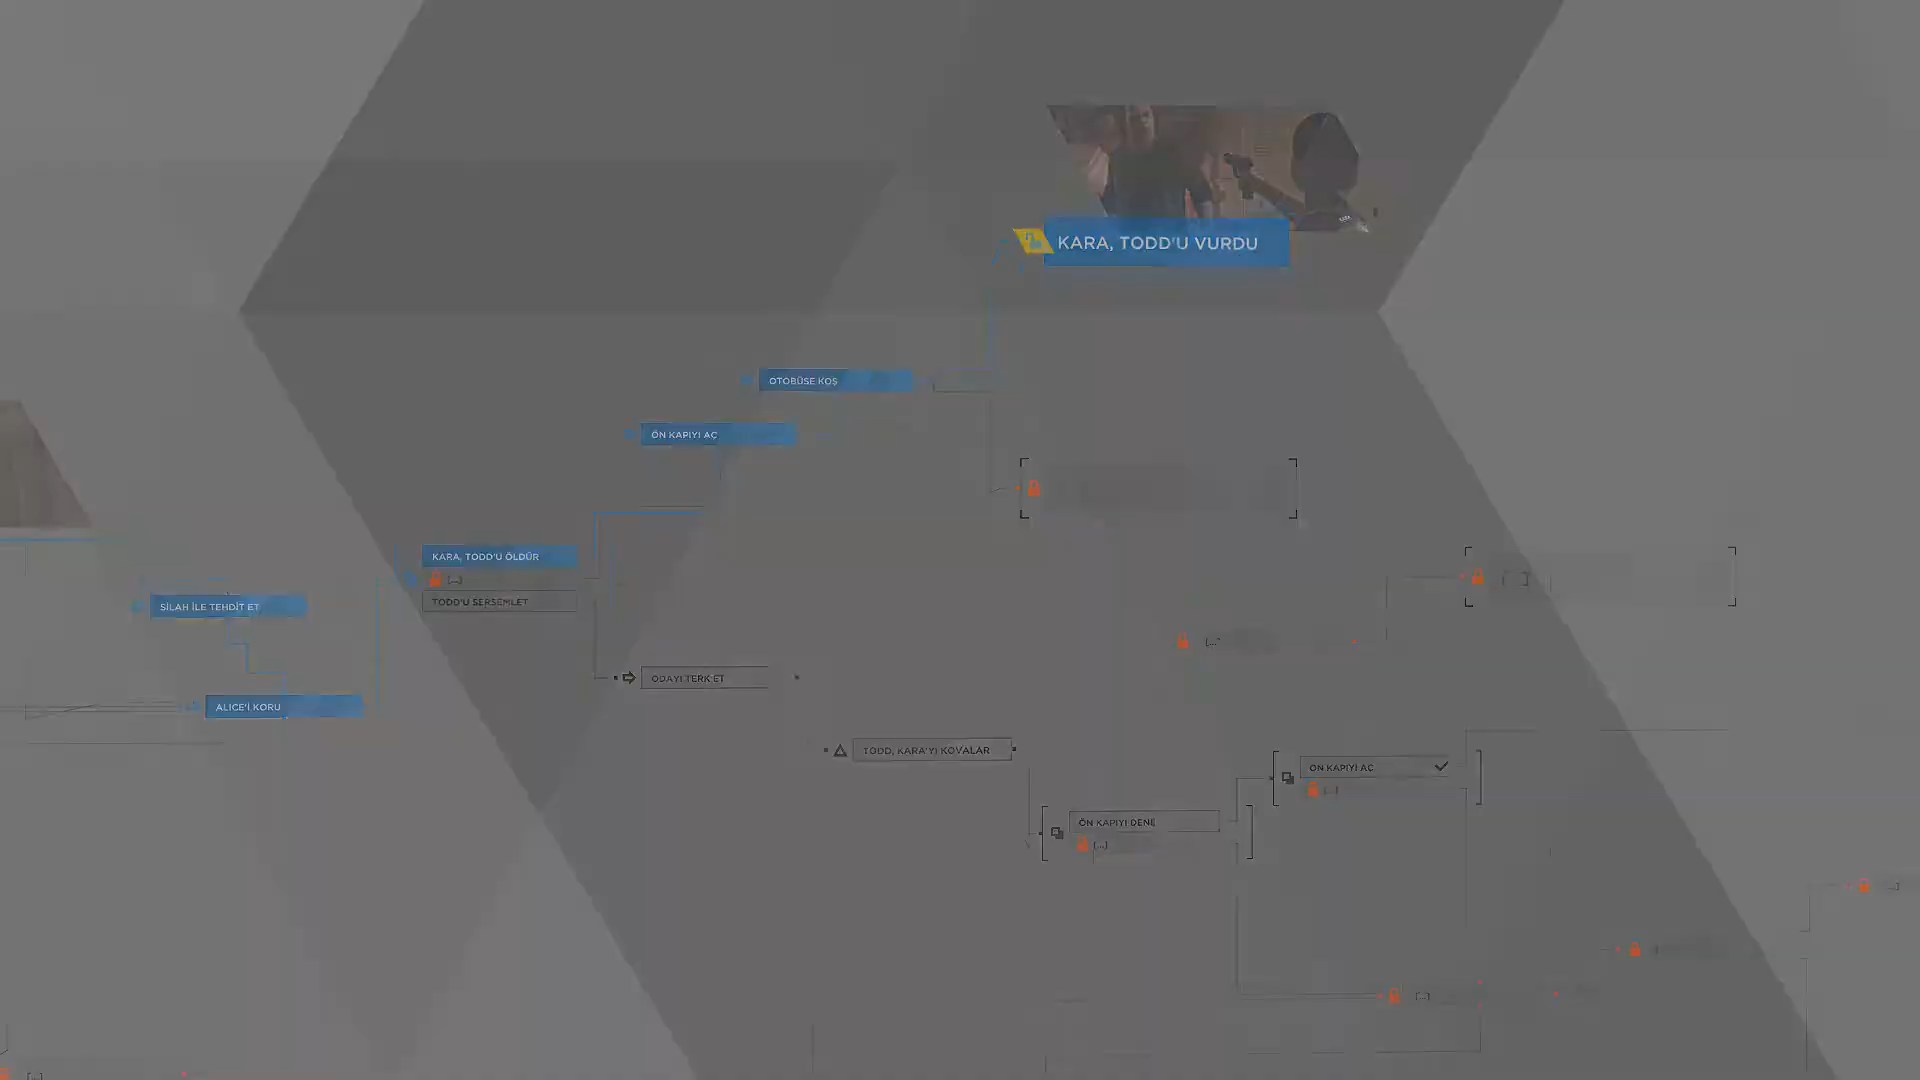 KARA, TODD'U VURDU
OTOBÜSE KOŞ
ÖN KAPIYI AÇ
KARA, TODD'U ÖLDÜR
[...]
TODD'U SERSEMLET
SİLAH İLE TEHDİT ET
ALICE'İ KORU
ODAYI TERK ET
TODD, KARA'YI KOVALAR
ÖN KAPIYI AÇ
[...]
ÖN KAPIYI DENE
[...]
[...]